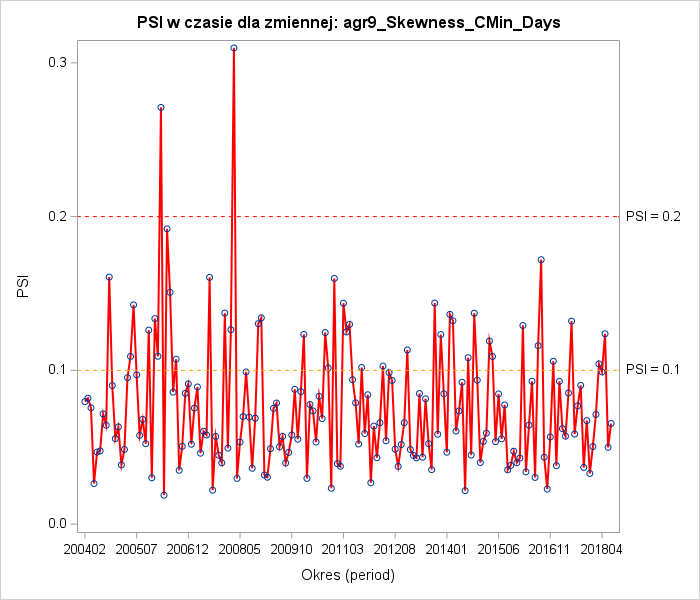 PSI w czasie dla zmiennej: agr9_Skewness_CMin_Days
0.3
0.2
PSI = 0.2
PSI
0.1
PSI = 0.1
0.0
200402 200507 200612 200805 200910 201103 201208 201401 201506 201611 201804
Okres (period)